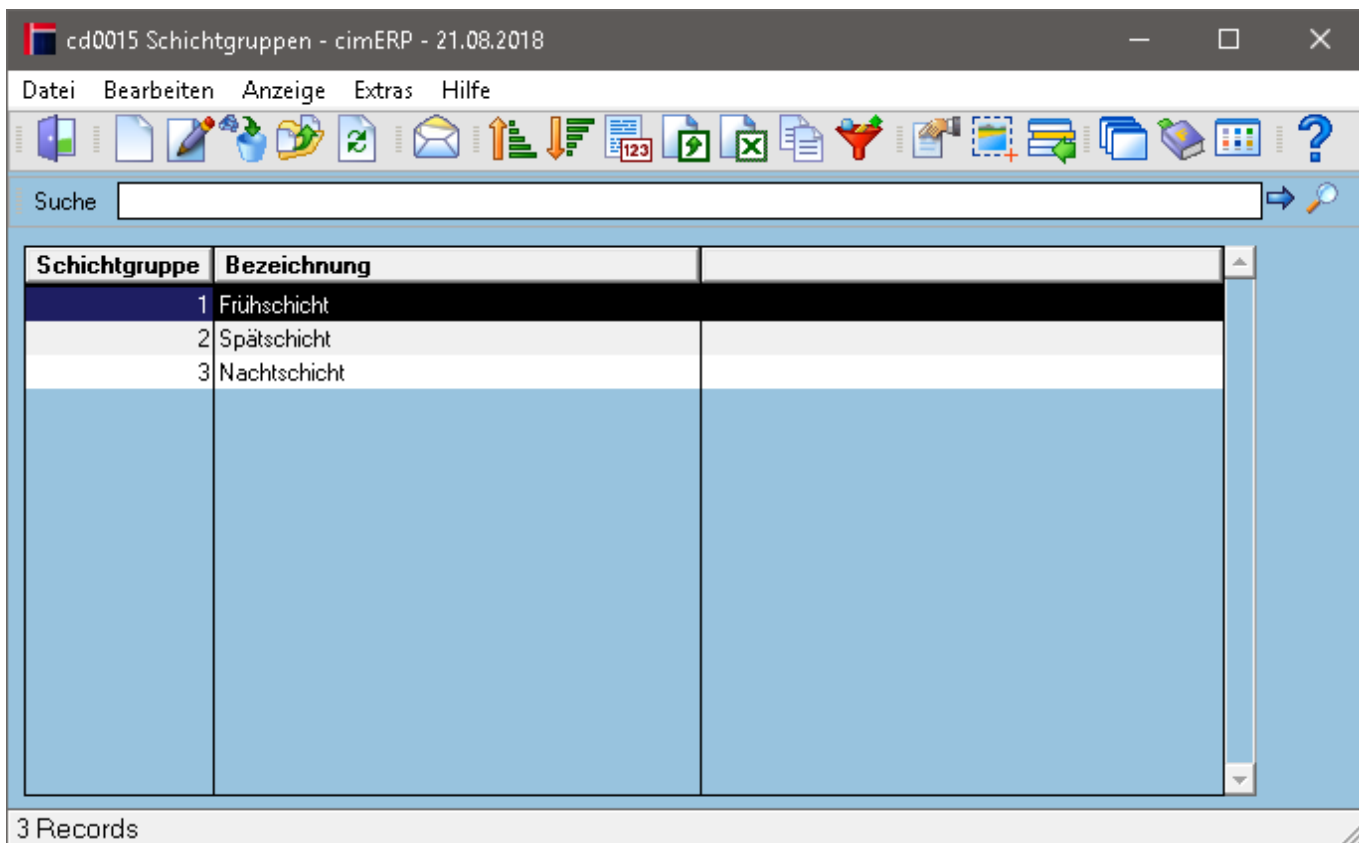 cd0015 Schichtgruppen - cimERP - 21.08.2018
Datei Bearbeiten Anzeige Extras Hilfe
123
Suche
Schichtgruppe Bezeichnung
1 Frühschicht
2 Spätschicht
3 Nachtschicht
3 Records